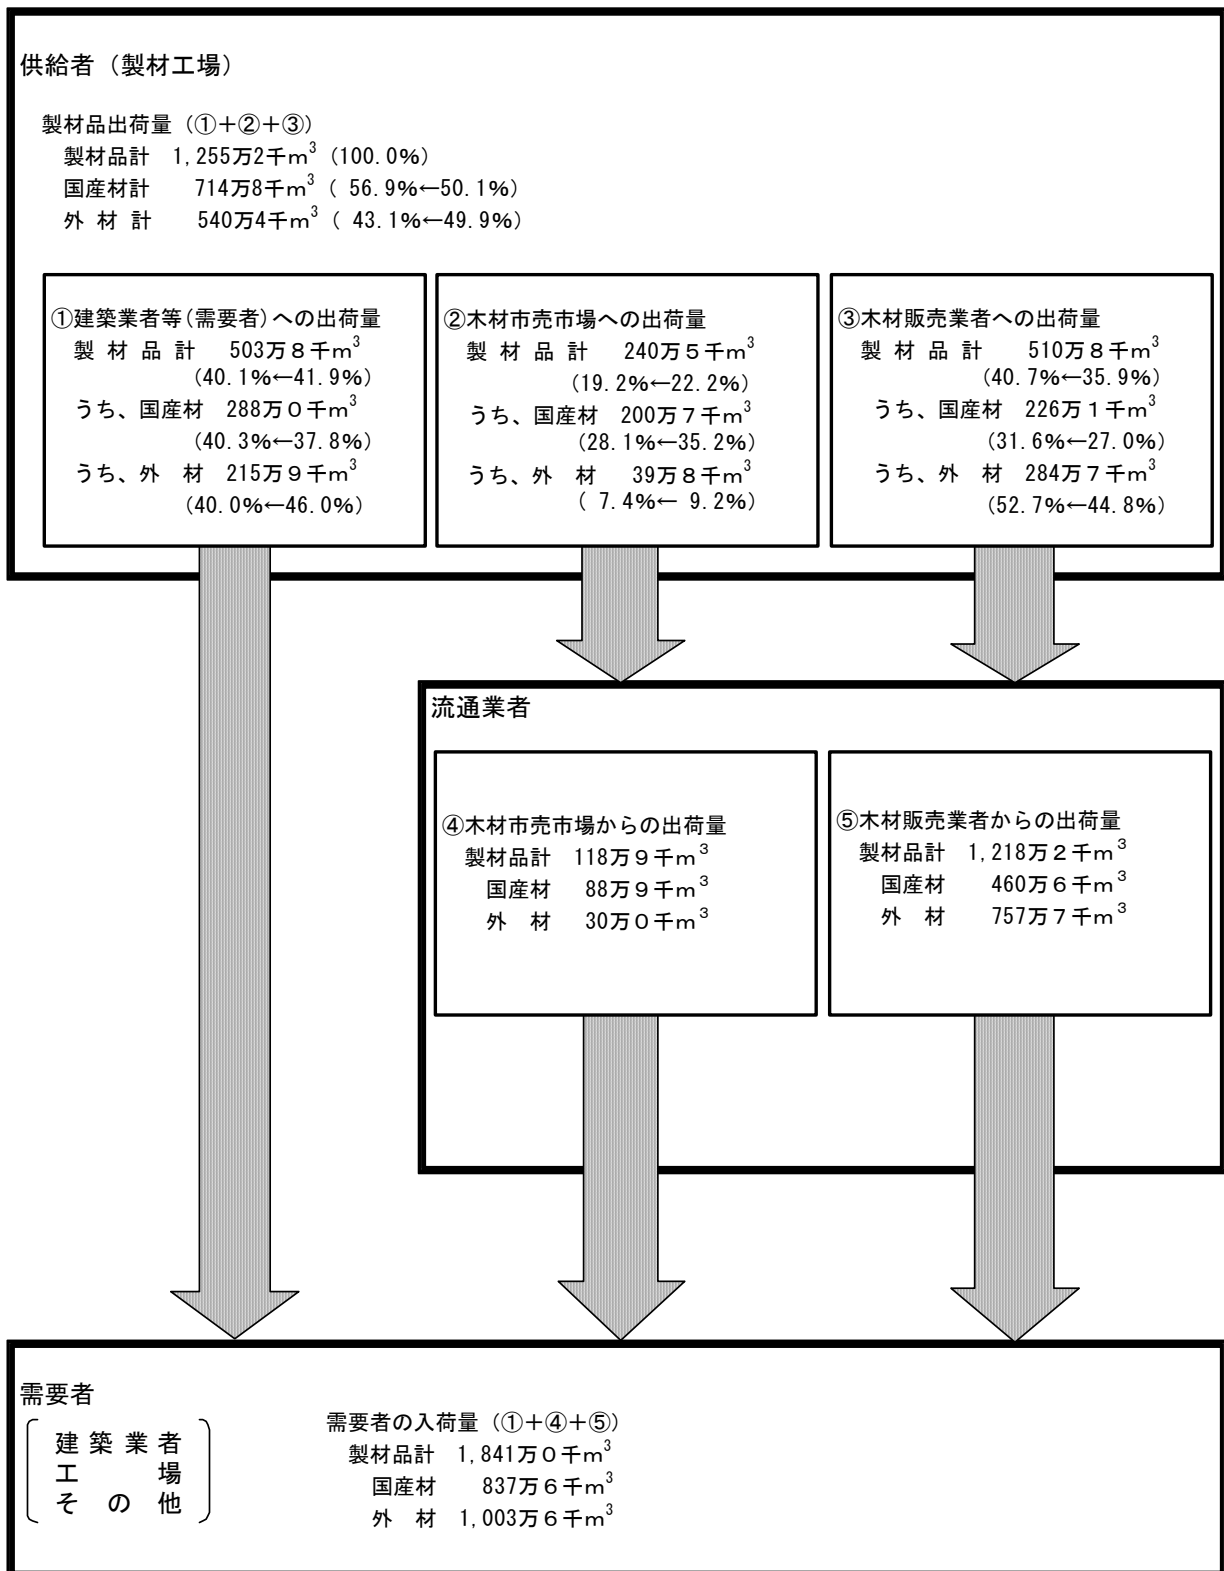 供給者（製材工場）
製材品出荷量（①＋②＋③）
製材品計　1,255万2千m³（100.0%）
国産材計　714万8千m³（ 56.9%←50.1%）
外 材 計　540万4千m³（ 43.1%←49.9%）
①建築業者等(需要者)への出荷量
製 材 品 計　503万８千m³
(40.1%←41.9%)
うち、国産材　288万０千m³
(40.3%←37.8%)
うち、外　材　215万９千m³
(40.0%←46.0%)
②木材市売市場への出荷量
製 材 品 計　240万５千m³
(19.2%←22.2%)
うち、国産材　200万７千m³
(28.1%←35.2%)
うち、外　材　39万８千m³
( 7.4%← 9.2%)
③木材販売業者への出荷量
製 材 品 計　510万８千m³
(40.7%←35.9%)
うち、国産材　226万１千m³
(31.6%←27.0%)
うち、外　材　284万７千m³
(52.7%←44.8%)
流通業者
④木材市売市場からの出荷量
製材品計　118万９千m³
国産材　88万９千m³
外　材　30万０千m³
⑤木材販売業者からの出荷量
製材品計　1,218万２千m³
国産材　460万６千m³
外　材　757万７千m³
需要者
建 築 業 者
工　　　場
そ　の　他
需要者の入荷量（①＋④＋⑤）
製材品計　1,841万０千m³
国産材　837万６千m³
外　材　1,003万６千m³